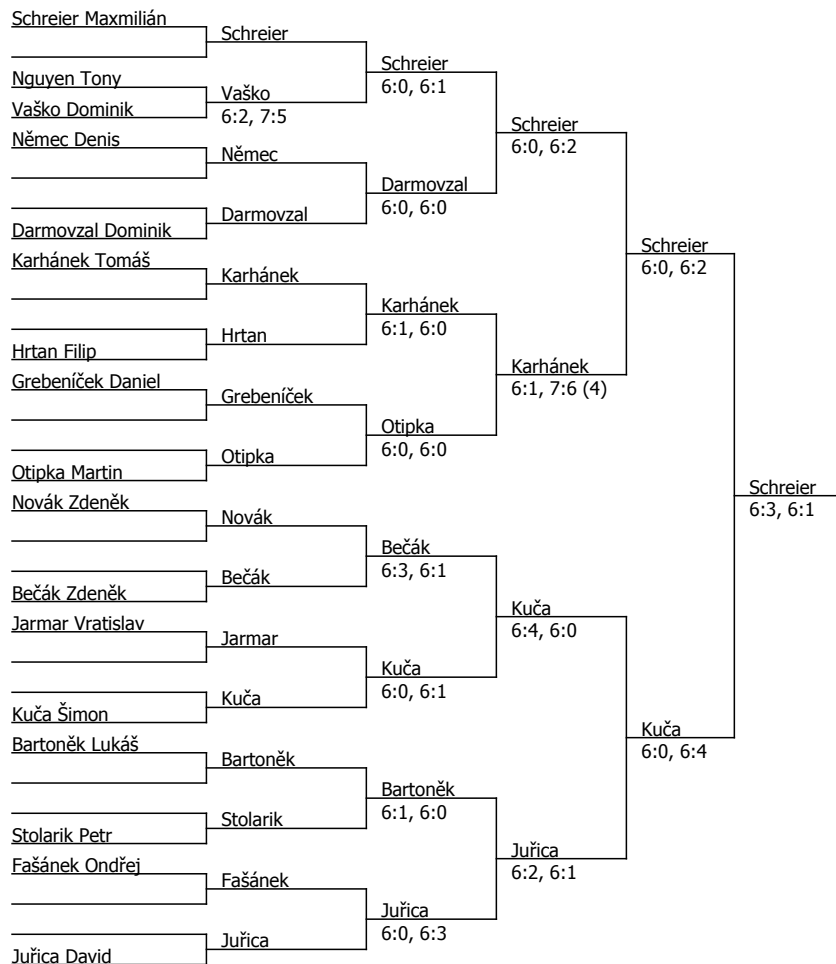 Schreier Maxmilián
Schreier
Schreier
6:0, 6:1
Nguyen Tony
Vaško
6:2, 7:5
Vaško Dominik
Schreier
6:0, 6:2
Němec Denis
Němec
Darmovzal
6:0, 6:0
Darmovzal
Darmovzal Dominik
Schreier
6:0, 6:2
Karhánek Tomáš
Karhánek
Karhánek
6:1, 6:0
Hrtan
Hrtan Filip
Karhánek
6:1, 7:6 (4)
Grebeníček Daniel
Grebeníček
Otipka
6:0, 6:0
Otipka
Otipka Martin
Schreier
6:3, 6:1
Novák Zdeněk
Novák
Bečák
6:3, 6:1
Bečák
Bečák Zdeněk
Kuča
6:4, 6:0
Jarmar Vratislav
Jarmar
Kuča
6:0, 6:1
Kuča
Kuča Šimon
Kuča
6:0, 6:4
Bartoněk Lukáš
Bartoněk
Bartoněk
6:1, 6:0
Stolarik
Stolarik Petr
Juřica
6:2, 6:1
Fašánek Ondřej
Fašánek
Juřica
6:0, 6:3
Juřica
Juřica David